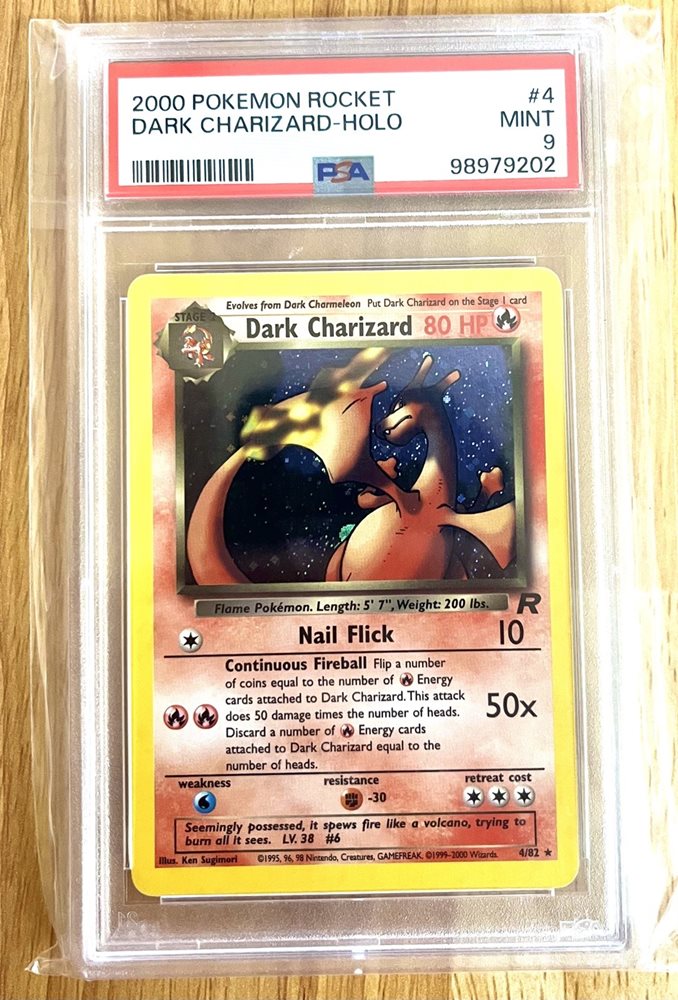 2000 POKEMON ROCKET #4
DARK CHARIZARD-HOLO MINT
9
PSA 98979202
Evolves from Dark Charmeleon Put Dark Charizard on the Stage 1 card
STAGE 2
Dark Charizard 80 HP
Flame Pokémon. Length: 5' 7", Weight: 200 lbs.
R
Nail Flick 10
Continuous Fireball Flip a number
of coins equal to the number of Energy
cards attached to Dark Charizard. This attack
does 50 damage times the number of heads. 50x
Discard a number of Energy cards
attached to Dark Charizard equal to the
number of heads.
weakness resistance retreat cost
-30
Seemingly possessed, it spews fire like a volcano, trying to
burn all it sees. LV. 38 #6
Illus. Ken Sugimori ©1995, 96, 98 Nintendo, Creatures, GAMEFREAK. ©1999-2000 Wizards. 4/82 ★